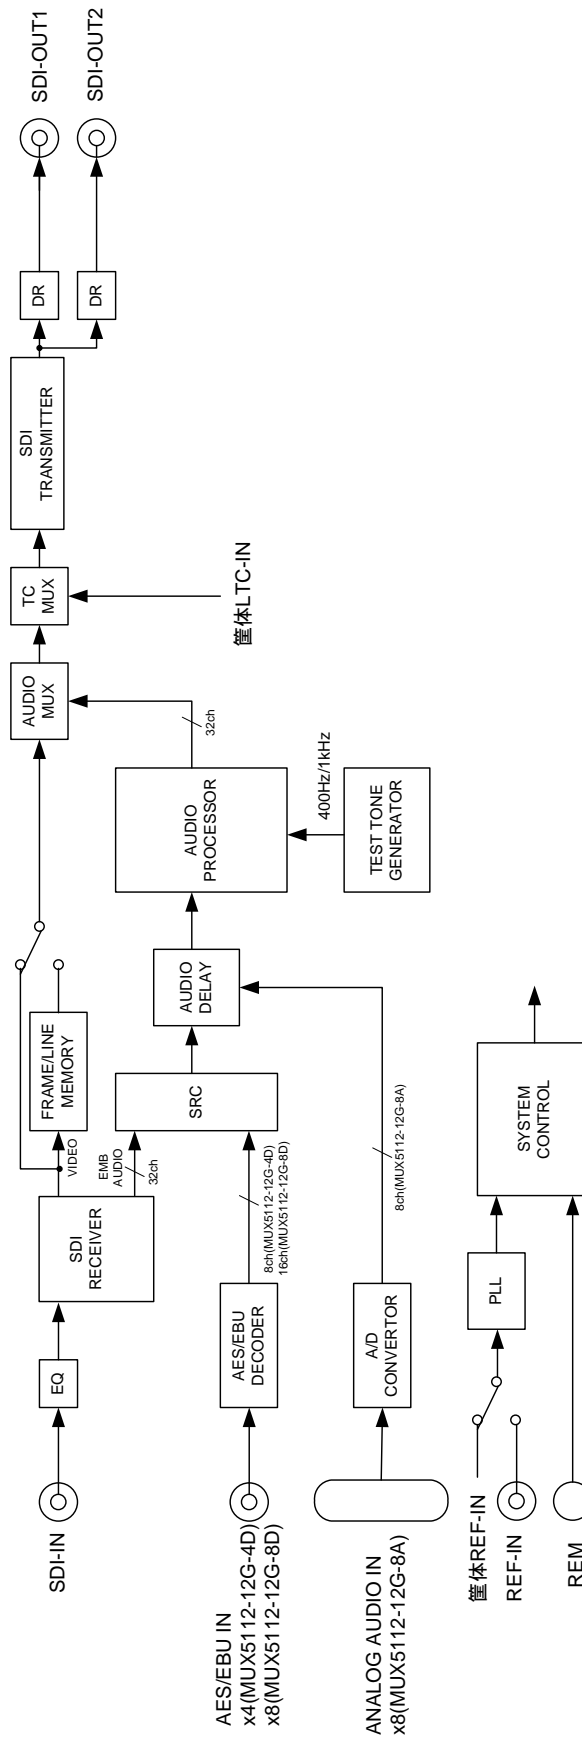 SDI-IN
EQ
SDI
RECEIVER
VIDEO
EMB
AUDIO
32ch
FRAME/LINE
MEMORY
AUDIO
MUX
TC
MUX
SDI
TRANSMITTER
DR
DR
SDI-OUT1
SDI-OUT2
筐体LTC-IN
AES/EBU IN
x4(MUX5112-12G-4D)
x8(MUX5112-12G-8D)
AES/EBU
DECODER
8ch(MUX5112-12G-4D)
16ch(MUX5112-12G-8D)
SRC
AUDIO
DELAY
AUDIO
PROCESSOR
32ch
400Hz/1kHz
TEST TONE
GENERATOR
ANALOG AUDIO IN
x8(MUX5112-12G-8A)
A/D
CONVERTOR
8ch(MUX5112-12G-8A)
筐体REF-IN
REF-IN
PLL
SYSTEM
CONTROL
REM